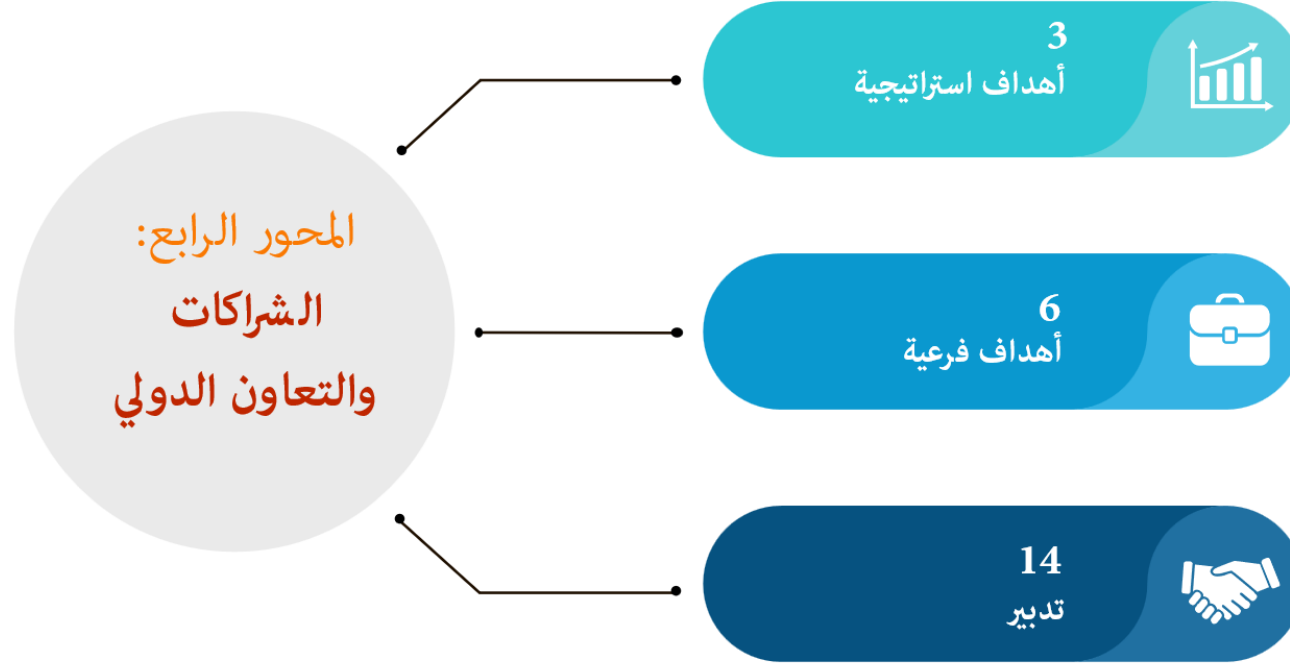 المحور الرابع:
الشراكات
والتعاون الدولي
3
أهداف استراتيجية
6
أهداف فرعية
14
تدبير